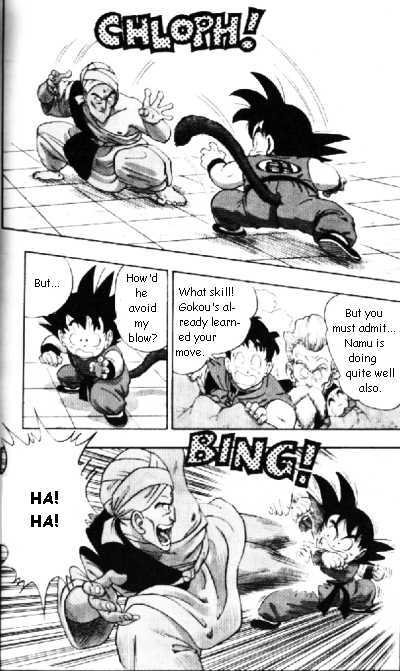 CHLOPH!
But...
How'd
he
avoid
my
blow?
What skill!
Gokou's al-
ready learn-
ed your
move.
But you
must admit...
Namu is
doing
quite well
also.
BING!
HA!
HA!